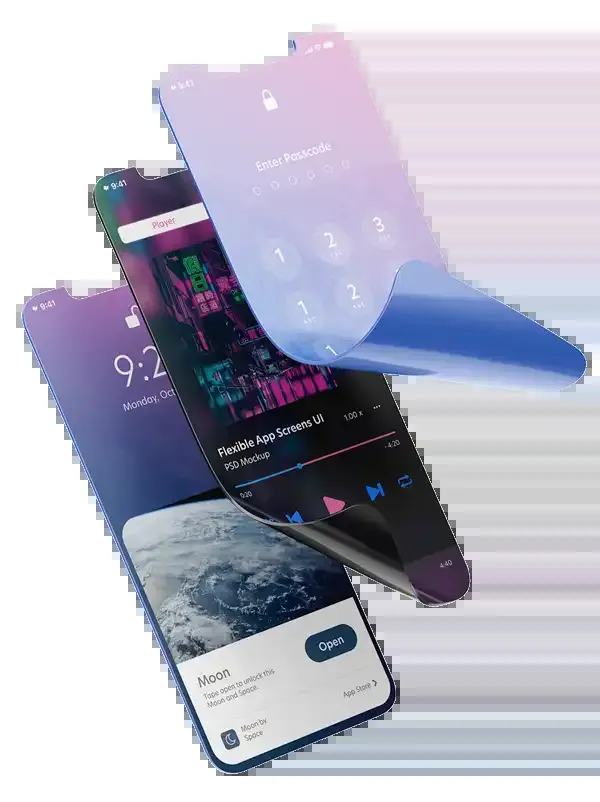 9:41
Enter Passcode
1
2
3
1
2
1
9:41
Player
Flexible App Screens UI
1.00 x
PSD Mockup
0:20
- 4:20
4:40
9:41
9:2
Monday, Oct
Moon
Tape open to unlock this
Moon and Space.
Open
App Store
Moon by
Space